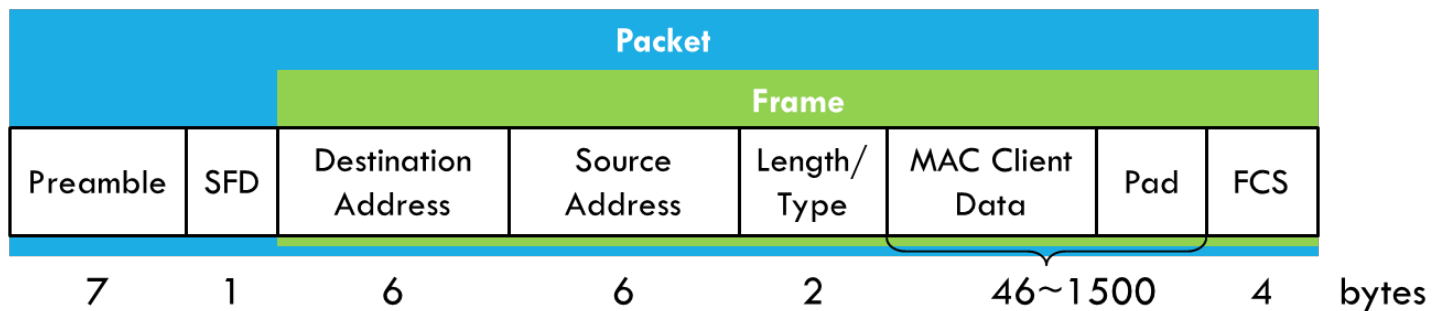 Packet
Frame
Preamble SFD Destination Address Source Address Length/Type MAC Client Data Pad FCS
7 1 6 6 2 46~1500 4 bytes